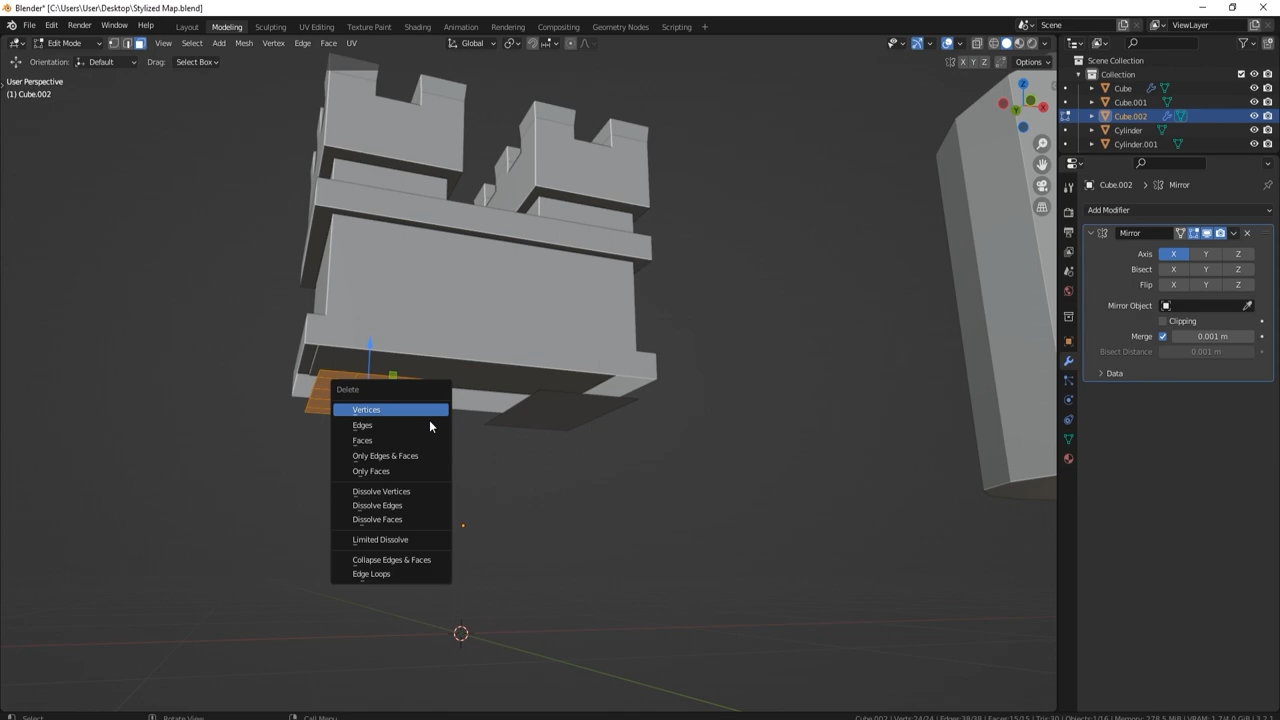 Blender* [C:\Users\User\Desktop\Stylized Map.blend]
File Edit Render Window Help Layout Modeling Sculpting UV Editing Texture Paint Shading Animation Rendering Compositing Geometry Nodes Scripting + Scene ViewLayer
Edit Mode View Select Add Mesh Vertex Edge Face UV Global
Orientation: Default Drag: Select Box X Y Z Options
User Perspective
(1) Cube.002
Scene Collection
Collection
Cube
Cube.001
Cube.002
Cylinder
Cylinder.001
Cube.002 > Mirror
Add Modifier
Mirror
Axis X Y Z
Bisect X Y Z
Flip X Y Z
Mirror Object
Clipping
Merge 0.001 m
Bisect Distance 0.001 m
Data
Delete
Vertices
Edges
Faces
Only Edges & Faces
Only Faces
Dissolve Vertices
Dissolve Edges
Dissolve Faces
Limited Dissolve
Collapse Edges & Faces
Edge Loops
Select Rotate View Call Menu